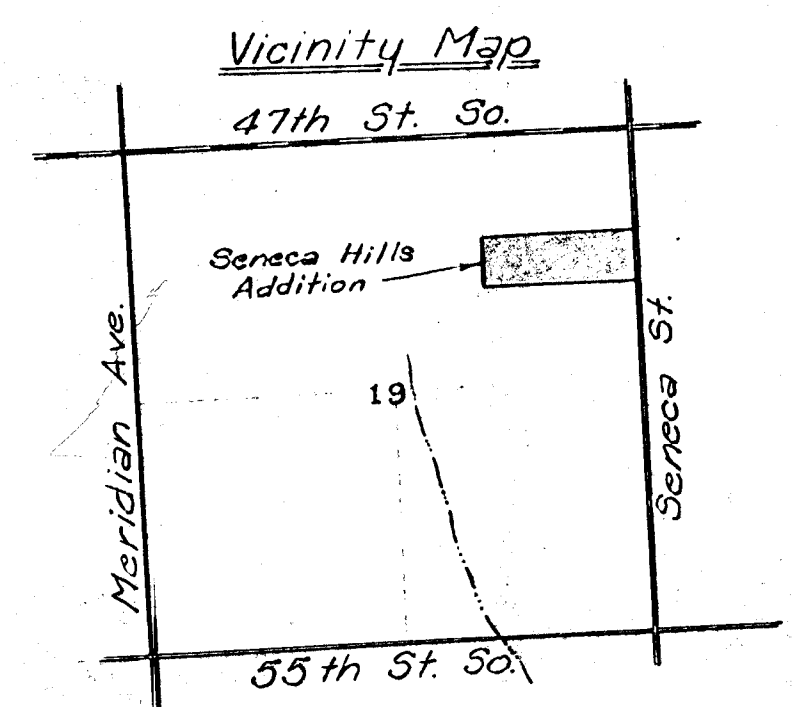 Vicinity Map
47th St. So.
Seneca Hills
Addition
Meridian Ave.
19
Seneca St.
55th St. So.